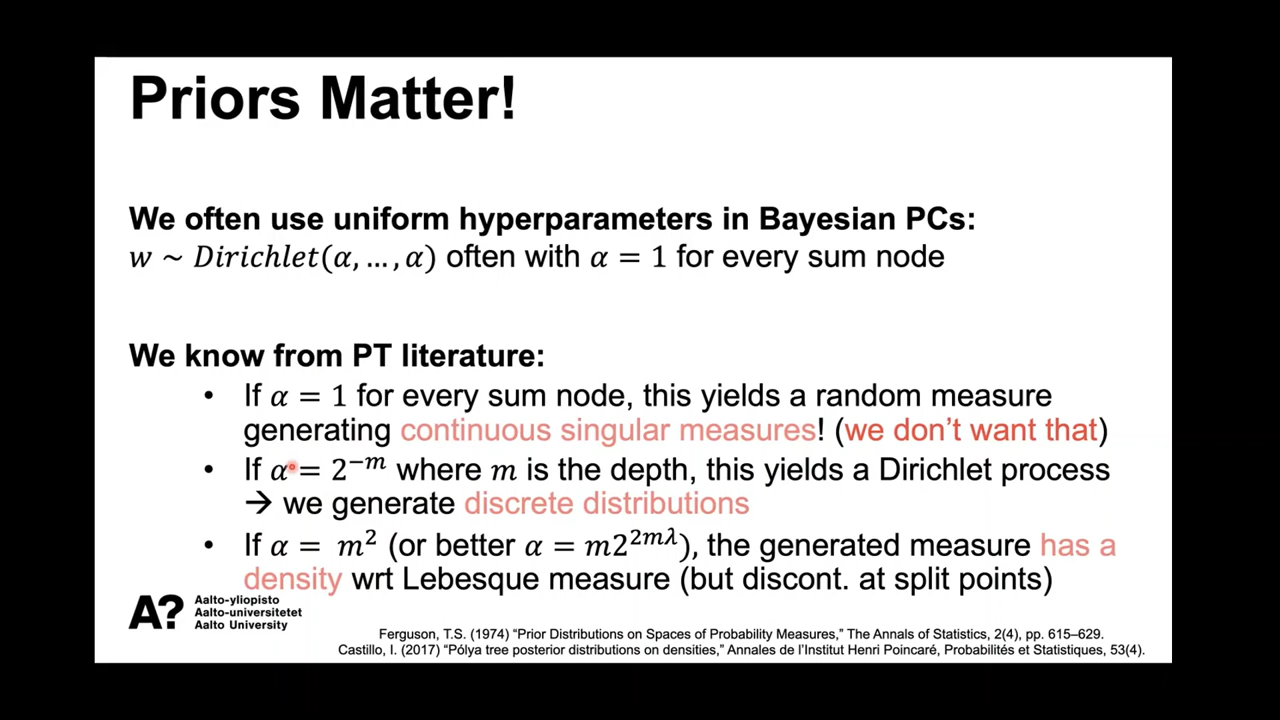 Priors Matter!
We often use uniform hyperparameters in Bayesian PCs:
w ~ Dirichlet(α, …, α) often with α = 1 for every sum node
We know from PT literature:
• If α = 1 for every sum node, this yields a random measure
generating continuous singular measures! (we don't want that)
• If α = 2⁻ᵐ where m is the depth, this yields a Dirichlet process
→ we generate discrete distributions
• If α = m² (or better α = m2²ᵐ�^λ), the generated measure has a
density wrt Lebesque measure (but discont. at split points)
A?
Aalto-yliopisto
Aalto-universitetet
Aalto University
Ferguson, T.S. (1974) “Prior Distributions on Spaces of Probability Measures,” The Annals of Statistics, 2(4), pp. 615–629.
Castillo, I. (2017) “Pólya tree posterior distributions on densities,” Annales de l’Institut Henri Poincaré, Probabilités et Statistiques, 53(4).